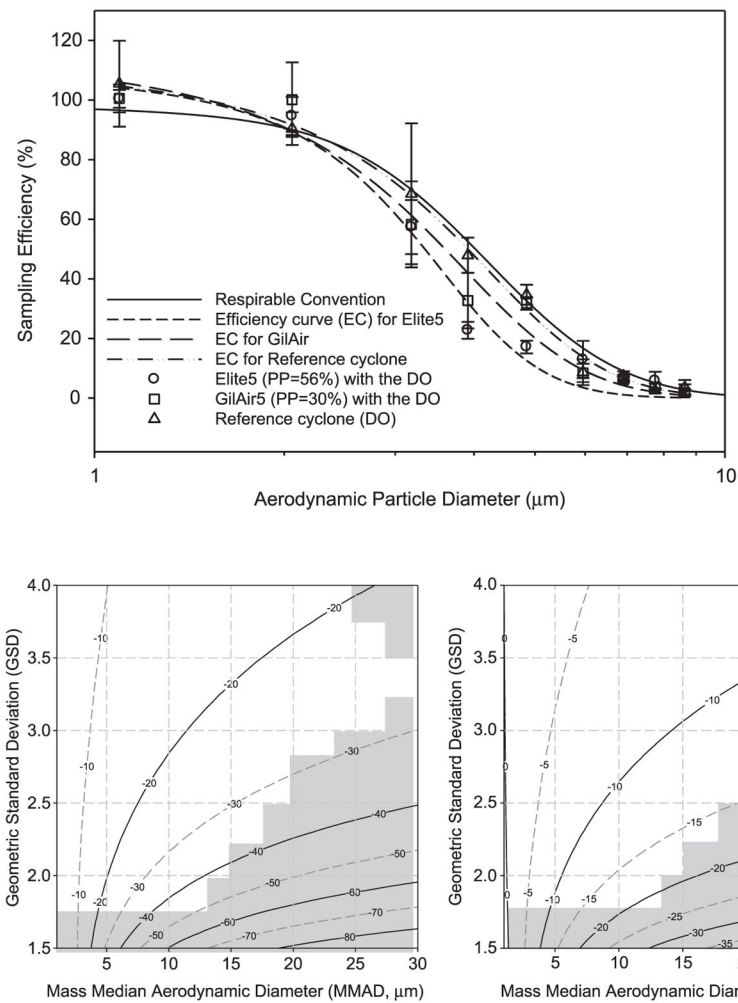 120
100
80
60
40
20
0
Sampling Efficiency (%)
Respirable Convention
Efficiency curve (EC) for Elite5
EC for GilAir
EC for Reference cyclone
Elite5 (PP=56%) with the DO
GilAir5 (PP=30%) with the DO
Reference cyclone (DO)
1 10
Aerodynamic Particle Diameter (μm)
4.0
3.5
3.0
2.5
2.0
1.5
Geometric Standard Deviation (GSD)
-10 -20
-20
-10 -20 -30
-30 -40
-10 -20 -30 -40 -50
-40 -50 -60 -60 -70
-70 80
5 10 15 20 25 30
Mass Median Aerodynamic Diameter (MMAD, μm)
4.0
3.5
3.0
2.5
2.0
1.5
Geometric Standard Deviation (GSD)
0 -5 -10
0 -5 -10 -15
0 -5 -10 -15 -20
-20 -25 -30 -35
5 10 15
Mass Median Aerodynamic Dia